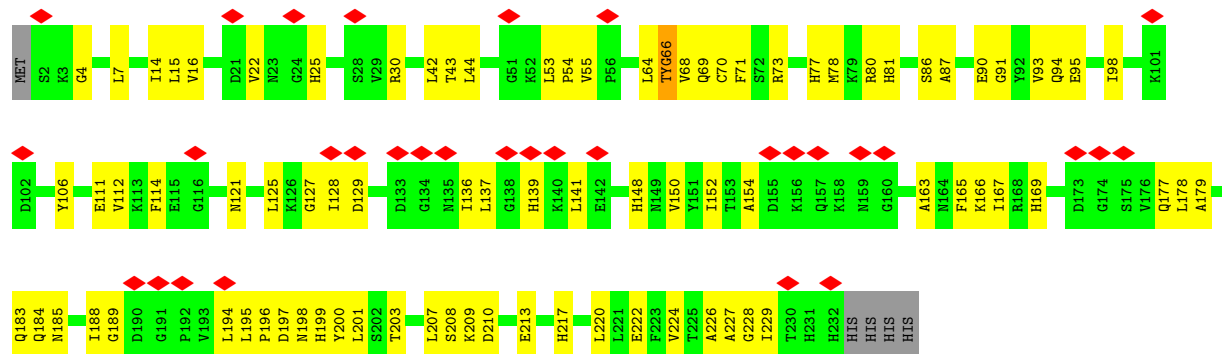 MET S2 K3 G4 L7 I14 L15 V16 D21 V22 N23 G24 H25 S28 V29 R30 L42 T43 L44 G51 K52 L53 P54 V55 P56 L64 TYG66 V68 Q69 C70 F71 S72 R73 H77 M78 K79 R80 H81 S86 A87 E90 G91 Y92 V93 Q94 E95 I98 K101
D102 Y106 E111 V112 K113 F114 E115 G116 N121 L125 K126 G127 I128 D129 D133 G134 N135 I136 L137 G138 H139 K140 L141 E142 H148 N149 V150 Y151 I152 T153 A154 D155 K156 Q157 K158 N159 G160 A163 N164 F165 K166 I167 R168 H169 D173 G174 S175 V176 Q177 L178 A179
Q183 Q184 N185 I188 G189 D190 G191 P192 V193 L194 L195 P196 D197 N198 H199 Y200 L201 S202 T203 L207 S208 K209 D210 E213 H217 L220 L221 E222 F223 V224 T225 A226 A227 G228 I229 T230 H231 H232 HIS HIS HIS HIS